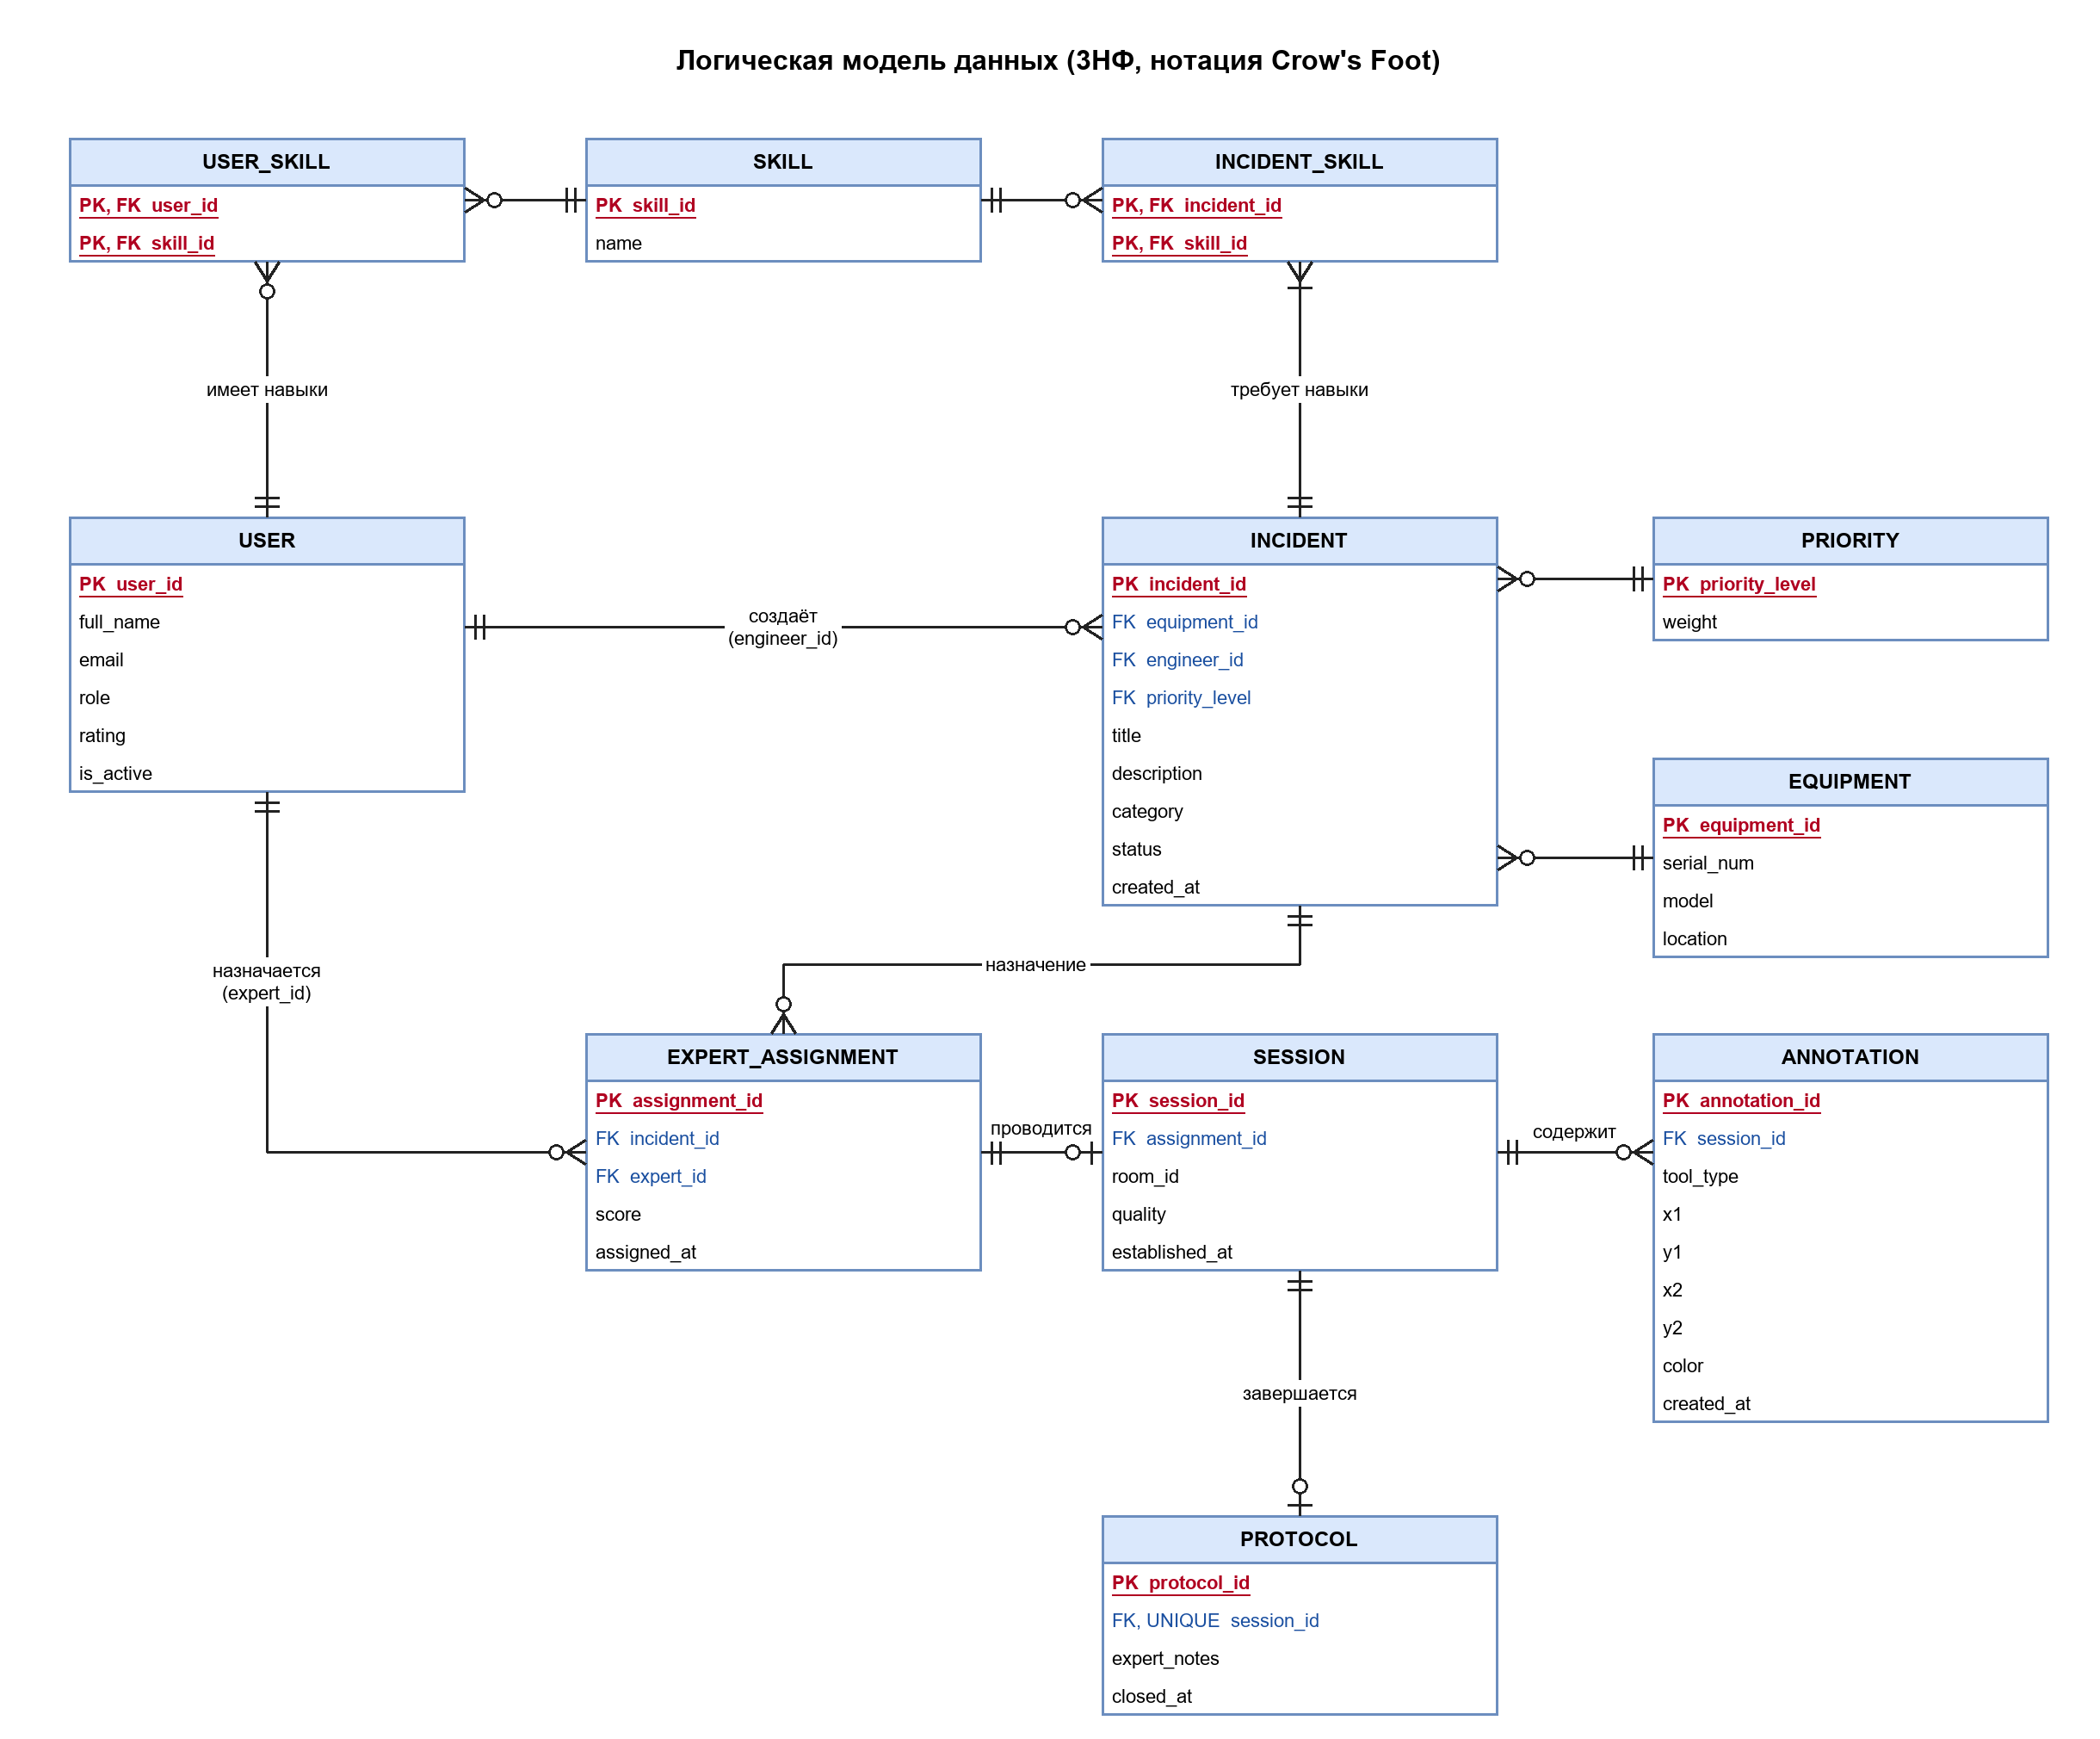 Логическая модель данных (3НФ, нотация Crow's Foot)
USER_SKILL
PK, FK user_id
PK, FK skill_id
SKILL
PK skill_id
name
INCIDENT_SKILL
PK, FK incident_id
PK, FK skill_id
имеет навыки
требует навыки
USER
PK user_id
full_name
email
role
rating
is_active
создаёт
(engineer_id)
INCIDENT
PK incident_id
FK equipment_id
FK engineer_id
FK priority_level
title
description
category
status
created_at
PRIORITY
PK priority_level
weight
EQUIPMENT
PK equipment_id
serial_num
model
location
назначается
(expert_id)
назначение
EXPERT_ASSIGNMENT
PK assignment_id
FK incident_id
FK expert_id
score
assigned_at
проводится
SESSION
PK session_id
FK assignment_id
room_id
quality
established_at
содержит
ANNOTATION
PK annotation_id
FK session_id
tool_type
x1
y1
x2
y2
color
created_at
завершается
PROTOCOL
PK protocol_id
FK, UNIQUE session_id
expert_notes
closed_at